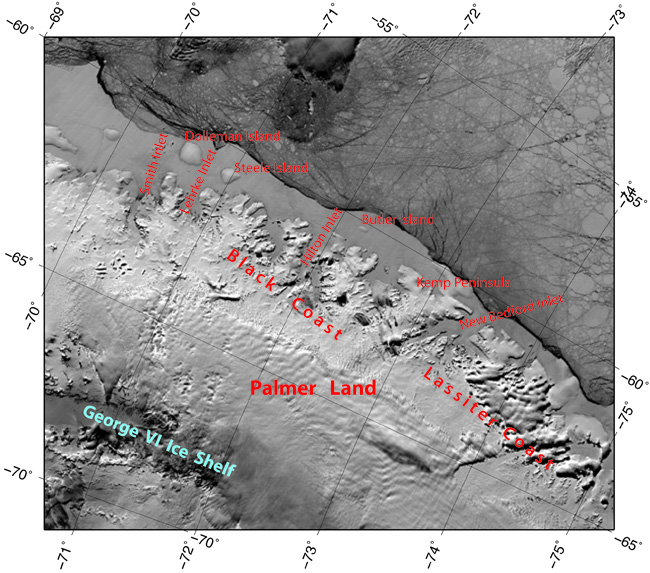 -60°
-69°
-70°
-71°
-55°
-72°
-73°
Dolleman Island
Smith Inlet
Lehrke Inlet
Steele Island
-54°
-55°
Butler Island
Hilton Inlet
-65°
Black Coast
Kemp Peninsula
New Bedford Inlet
-70°
Palmer Land
Lassiter Coast
-60°
-75°
George VI Ice Shelf
-70°
-71°
-72°
-70°
-73°
-74°
-75°
-65°